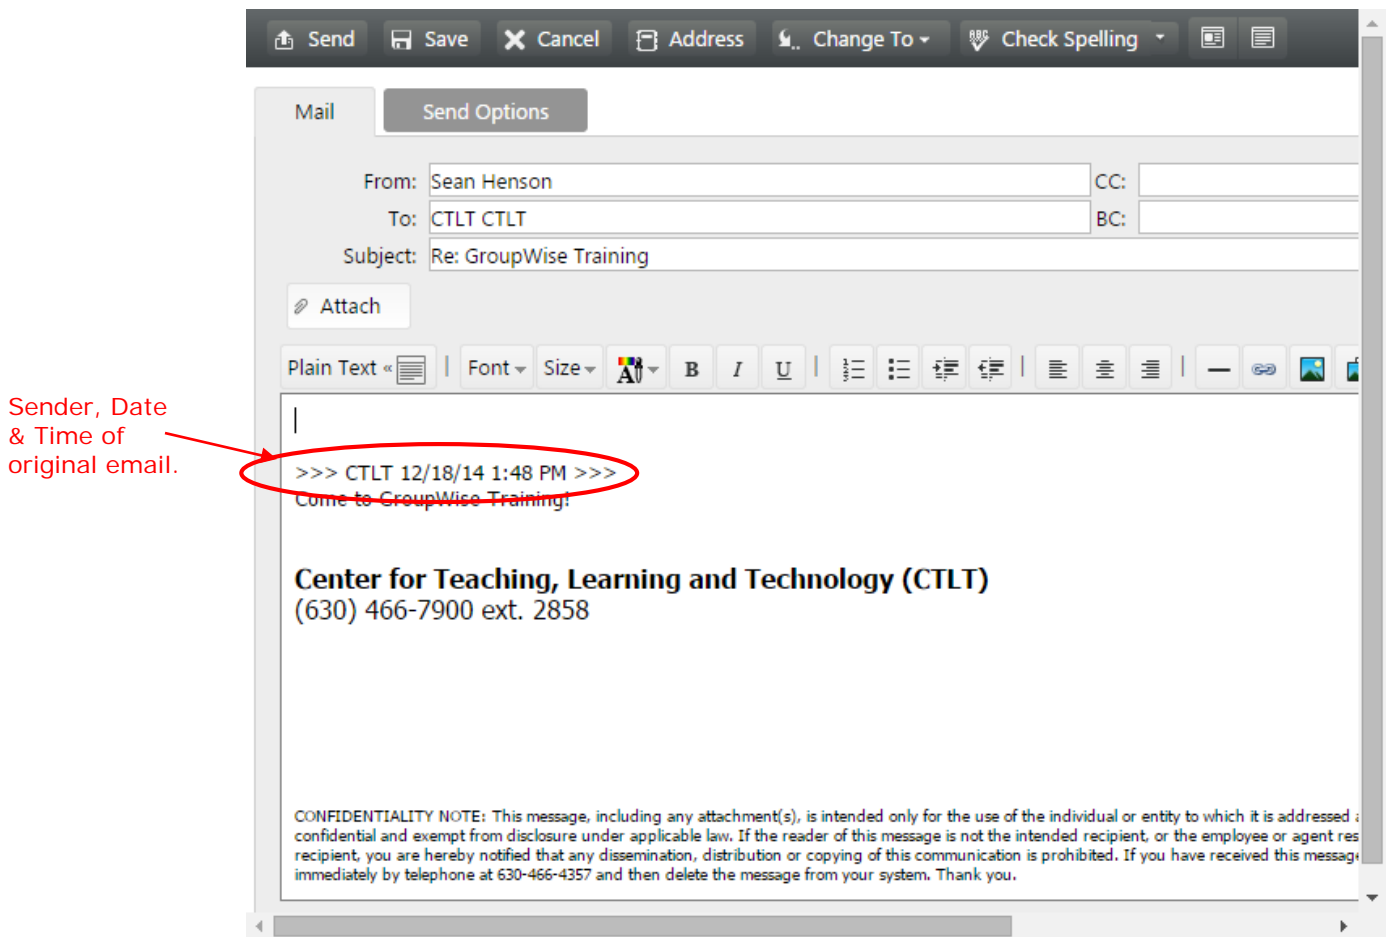 Send Save Cancel Address Change To Check Spelling
Mail Send Options
From: Sean Henson CC:
To: CTLT CTLT BC:
Subject: Re: GroupWise Training
Attach
Plain Text « Font Size A B I U
Sender, Date
& Time of
original email.
>>> CTLT 12/18/14 1:48 PM >>>
Come to GroupWise Training!
Center for Teaching, Learning and Technology (CTLT)
(630) 466-7900 ext. 2858
CONFIDENTIALITY NOTE: This message, including any attachment(s), is intended only for the use of the individual or entity to which it is addressed
confidential and exempt from disclosure under applicable law. If the reader of this message is not the intended recipient, or the employee or agent res
recipient, you are hereby notified that any dissemination, distribution or copying of this communication is prohibited. If you have received this message
immediately by telephone at 630-466-4357 and then delete the message from your system. Thank you.